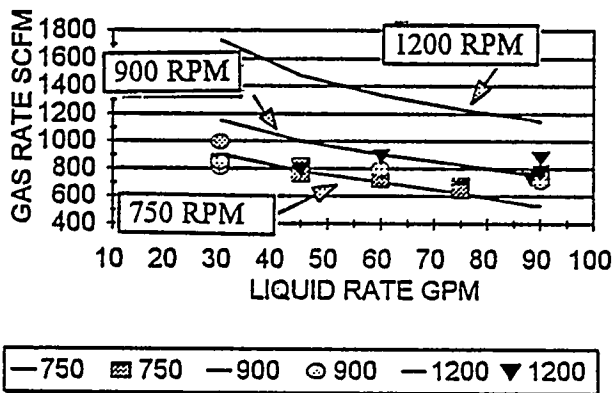 GAS RATE SCFM
1800
1600
1400
1200
1000
800
600
400
1200 RPM
900 RPM
750 RPM
10 20 30 40 50 60 70 80 90 100
LIQUID RATE GPM
750 750 900 900 1200 1200